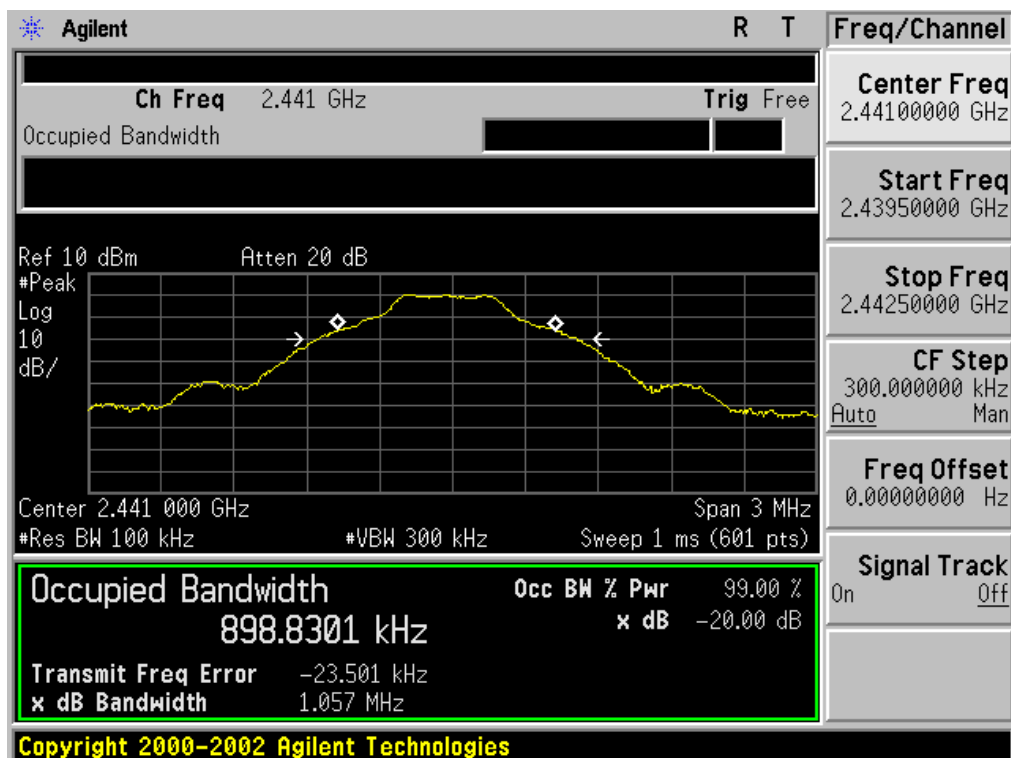 Agilent R T
Ch Freq 2.441 GHz Trig Free
Occupied Bandwidth
Ref 10 dBm Atten 20 dB
#Peak
Log
10
dB/
Center 2.441 000 GHz Span 3 MHz
#Res BW 100 kHz #VBW 300 kHz Sweep 1 ms (601 pts)
Occupied Bandwidth
898.8301 kHz
Occ BW % Pwr 99.00 %
x dB -20.00 dB
Transmit Freq Error -23.501 kHz
x dB Bandwidth 1.057 MHz
Copyright 2000-2002 Agilent Technologies
Freq/Channel
Center Freq
2.44100000 GHz
Start Freq
2.43950000 GHz
Stop Freq
2.44250000 GHz
CF Step
300.000000 kHz
Auto Man
Freq Offset
0.00000000 Hz
Signal Track
On Off